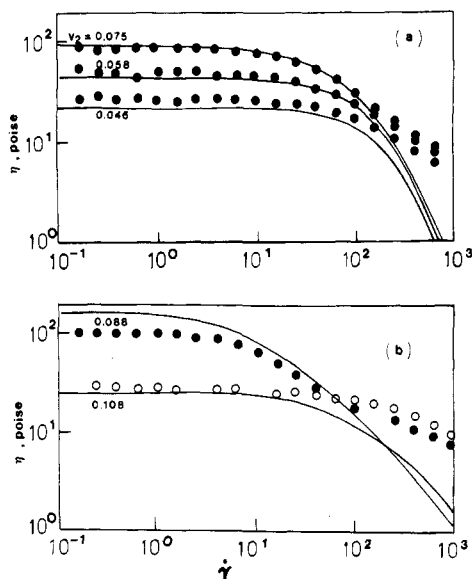 v₂ = 0.075
(a)
0.058
0.046
η , poise
10²
10¹
10⁰
10⁻¹ 10⁰ 10¹ 10² 10³
0.088
(b)
0.108
η , poise
10²
10¹
10⁰
10⁻¹ 10⁰ 10¹ 10² 10³
γ̇